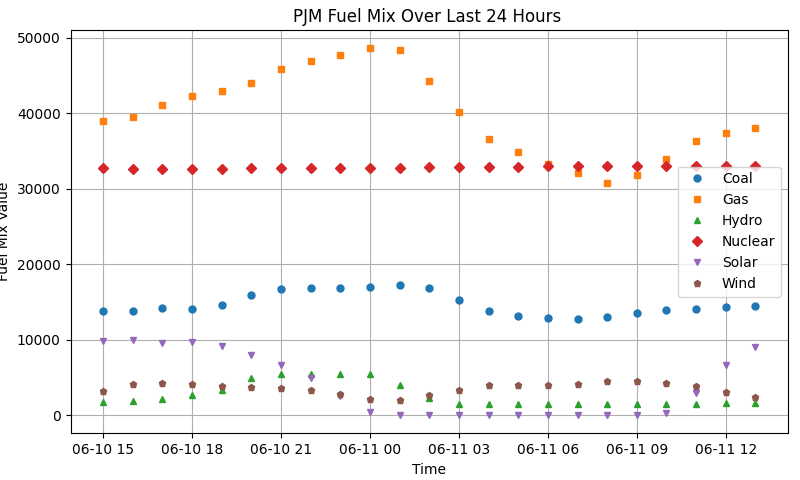 PJM Fuel Mix Over Last 24 Hours
50000
40000
30000
20000
10000
0
Fuel Mix Value
Coal
Gas
Hydro
Nuclear
Solar
Wind
06-10 15 06-10 18 06-10 21 06-11 00 06-11 03 06-11 06 06-11 09 06-11 12
Time